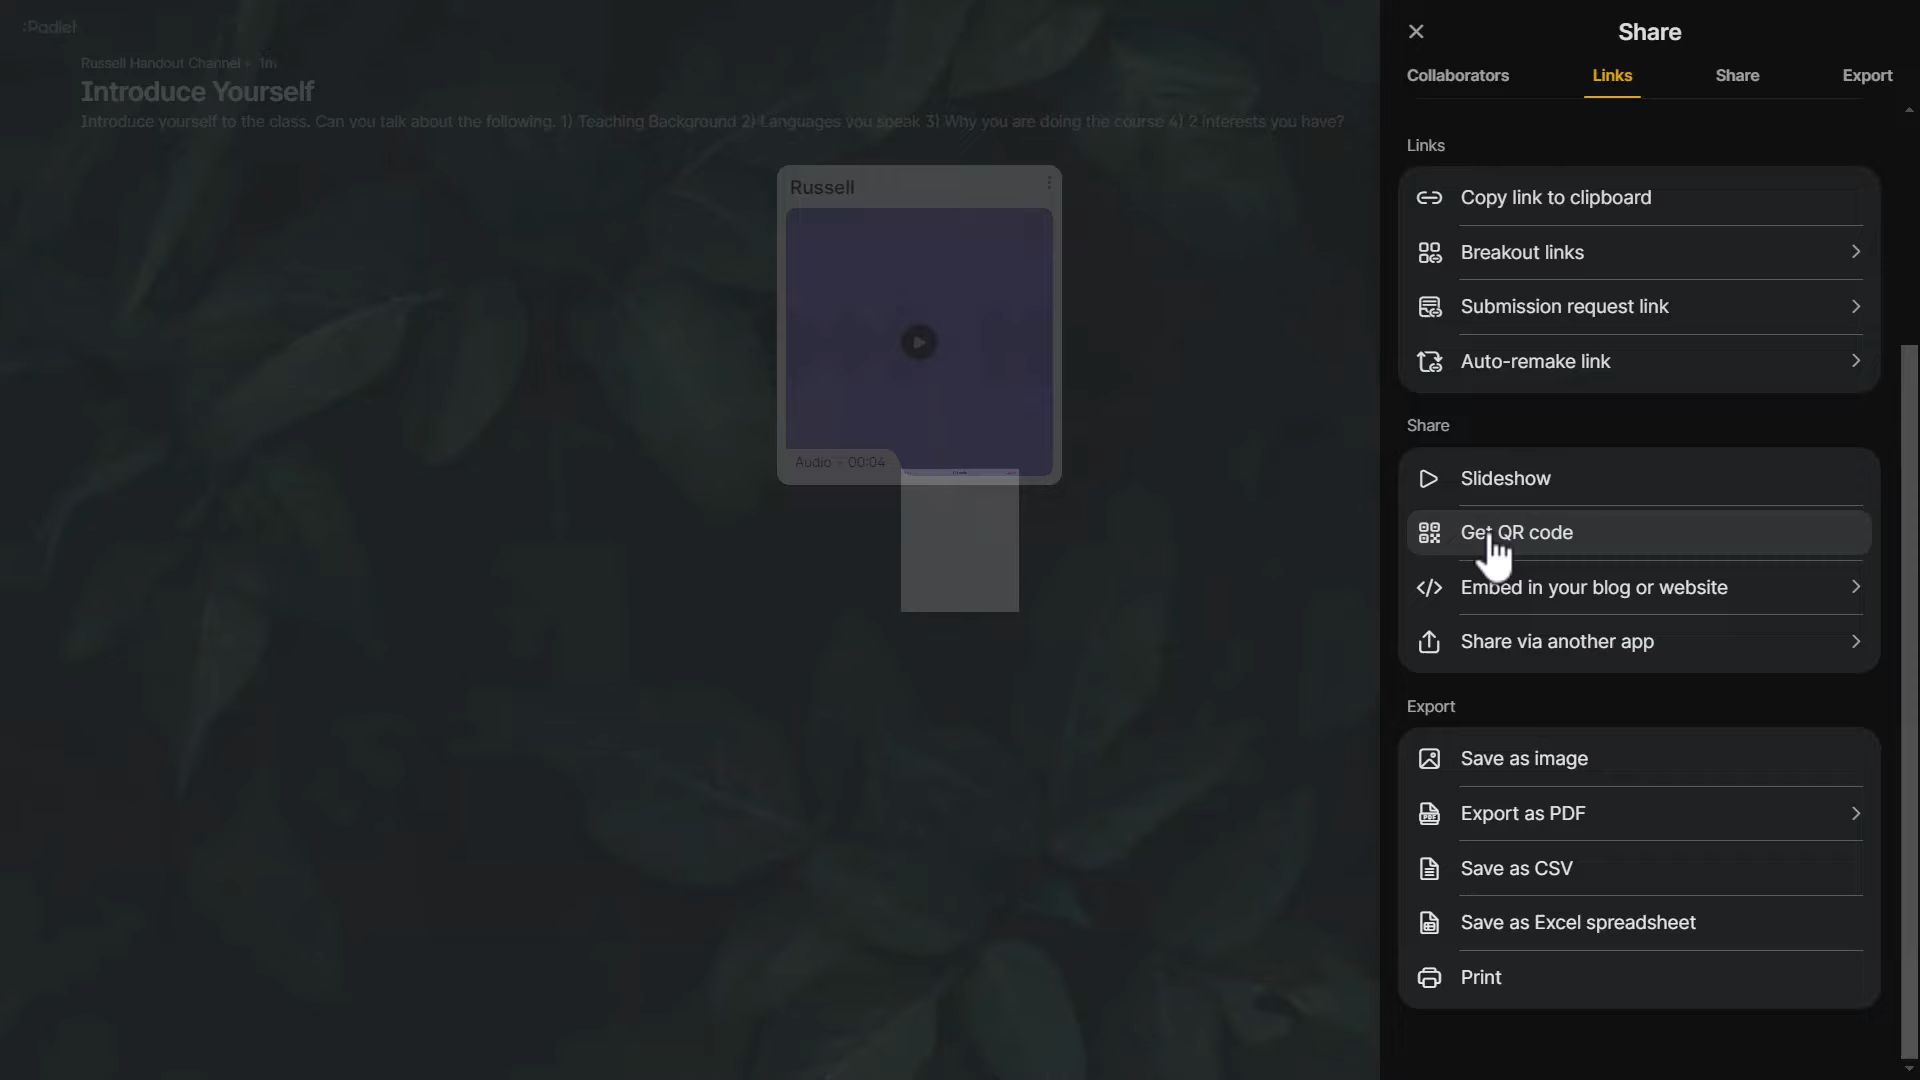 :Padlet
Russell Handout Channel • 1m
Introduce Yourself
Introduce yourself to the class. Can you talk about the following. 1) Teaching Background 2) Languages you speak 3) Why you are doing the course 4) 2 interests you have?
Russell
Audio • 00:04
Share
Collaborators
Links
Share
Export
Links
Copy link to clipboard
Breakout links
Submission request link
Auto-remake link
Share
Slideshow
Get QR code
Embed in your blog or website
Share via another app
Export
Save as image
Export as PDF
Save as CSV
Save as Excel spreadsheet
Print